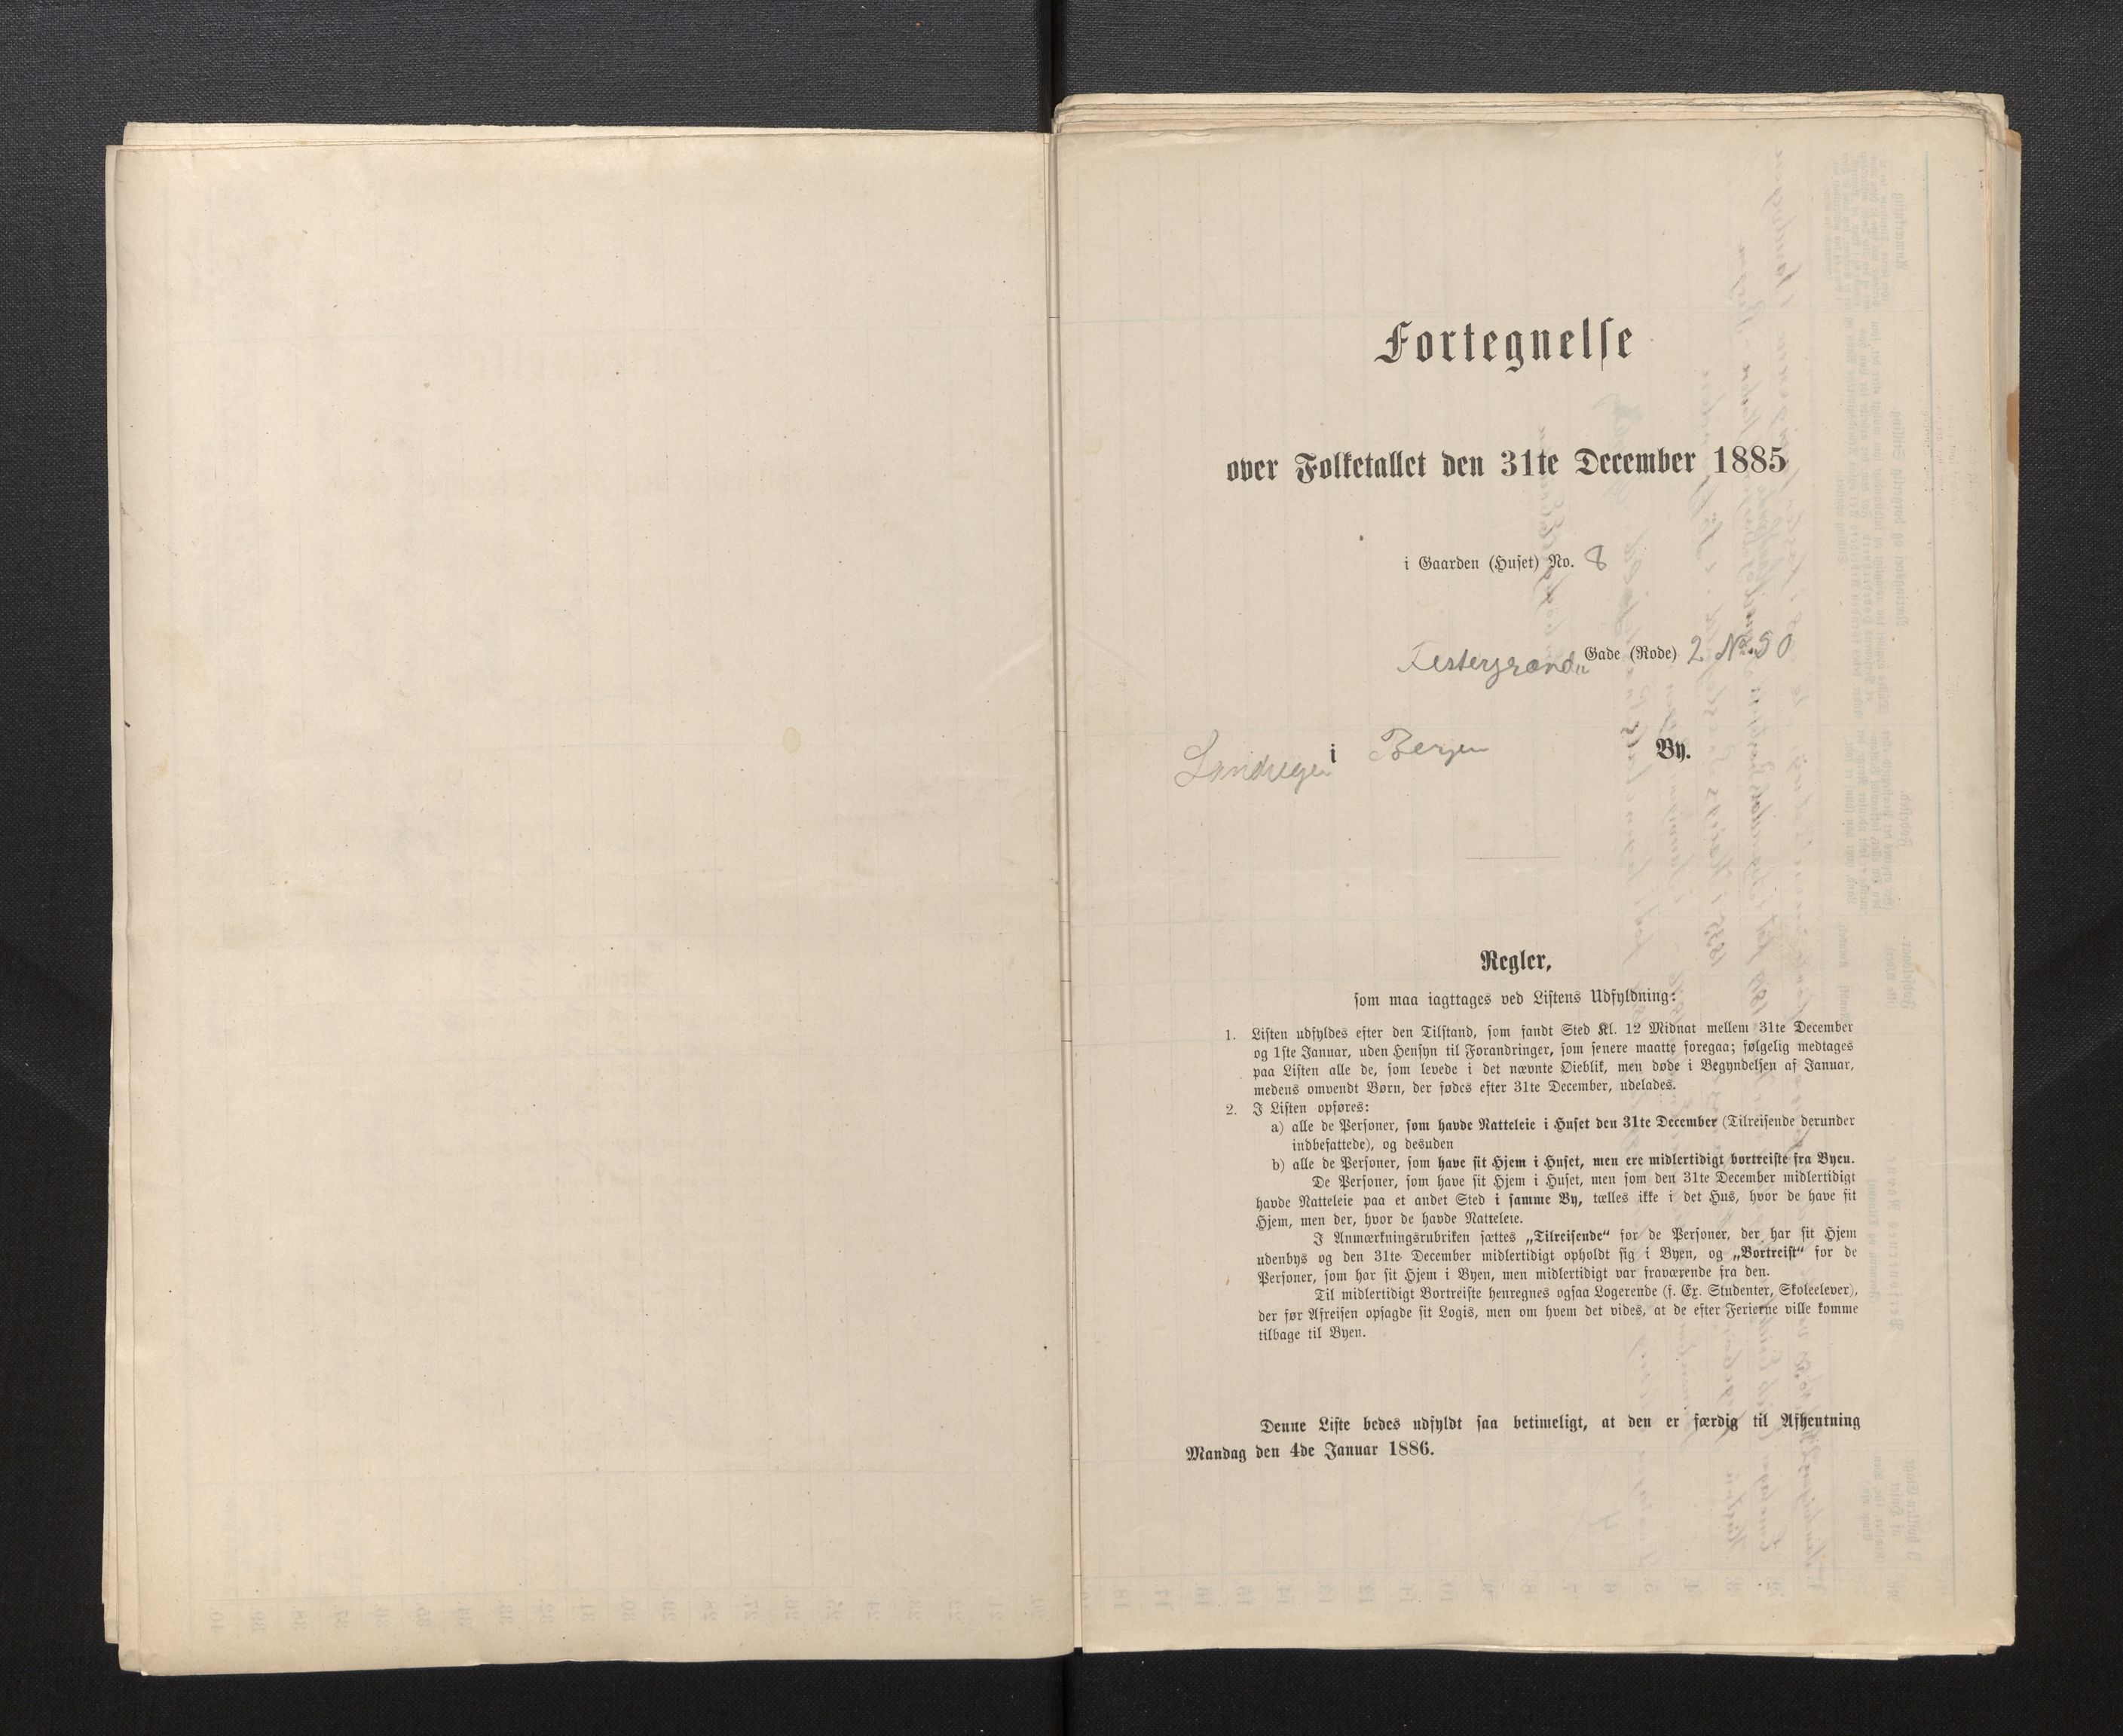 Fortegnelse
over Folketallet den 31te December 1885
i Gaarden (Huset) No. 8
Gade (Rode) 2 No. 90
Sandvigen i Bergen By.
Regler,
som maa iagttages ved Listens Udfyldning:
1. Listen udfyldes efter den Tilstand, som fandt Sted Kl. 12 Midnat mellem 31te December
og 1ste Januar, uden Hensyn til Forandringer, som senere maatte foregaa; følgelig medtages
paa Listen alle de, som levede i det nævnte Øieblik, men døde i Begyndelsen af Januar,
medens omvendt Børn, der fødes efter 31te December, udelades.
2. I Listen opføres:
a) alle de Personer, som havde Natteleie i Huset den 31te December (Tilreisende derunder
indbefattede), og desuden
b) alle de Personer, som have sit Hjem i Huset, men ere midlertidigt bortreiste fra Byen.
De Personer, som have sit Hjem i Huset, men som den 31te December midlertidigt
havde Natteleie paa et andet Sted i samme By, tælles ikke i det Hus, hvor de have sit
Hjem, men der, hvor de havde Natteleie.
I Anmærkningsrubriken sættes „Tilreisende“ for de Personer, der har sit Hjem
udenbys og den 31te December midlertidigt opholdt sig i Byen, og „Bortreist“ for de
Personer, som har sit Hjem i Byen, men midlertidigt var fraværende fra den.
Til midlertidigt Bortreiste henregnes ogsaa Logerende (f. Ex. Studenter, Skoleelever),
der før Afreisen opsagde sit Logis, men om hvem det vides, at de efter Ferierne ville komme
tilbage til Byen.
Denne Liste bedes udfyldt saa betimeligt, at den er færdig til Afhentning
Mandag den 4de Januar 1886.